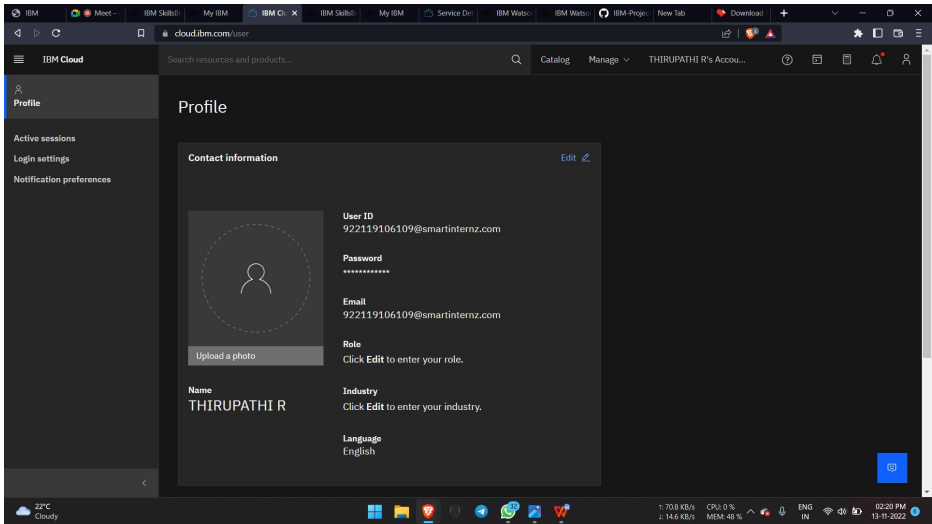 IBM
Meet -
IBM Skills
My IBM
IBM Cl
IBM Skills
My IBM
Service Det
IBM Watso
IBM Watso
IBM-Projec
New Tab
Download
cloud.ibm.com/user
IBM Cloud
Search resources and products...
Catalog
Manage
THIRUPATHI R's Accou...
Profile
Active sessions
Login settings
Notification preferences
Profile
Contact information
Edit
Upload a photo
Name
THIRUPATHI R
User ID
922119106109@smartinternz.com
Password
************
Email
922119106109@smartinternz.com
Role
Click Edit to enter your role.
Industry
Click Edit to enter your industry.
Language
English
22°C
Cloudy
↑: 70.8 KB/s
↓: 14.6 KB/s
CPU: 0 %
MEM: 48 %
ENG
IN
02:20 PM
13-11-2022